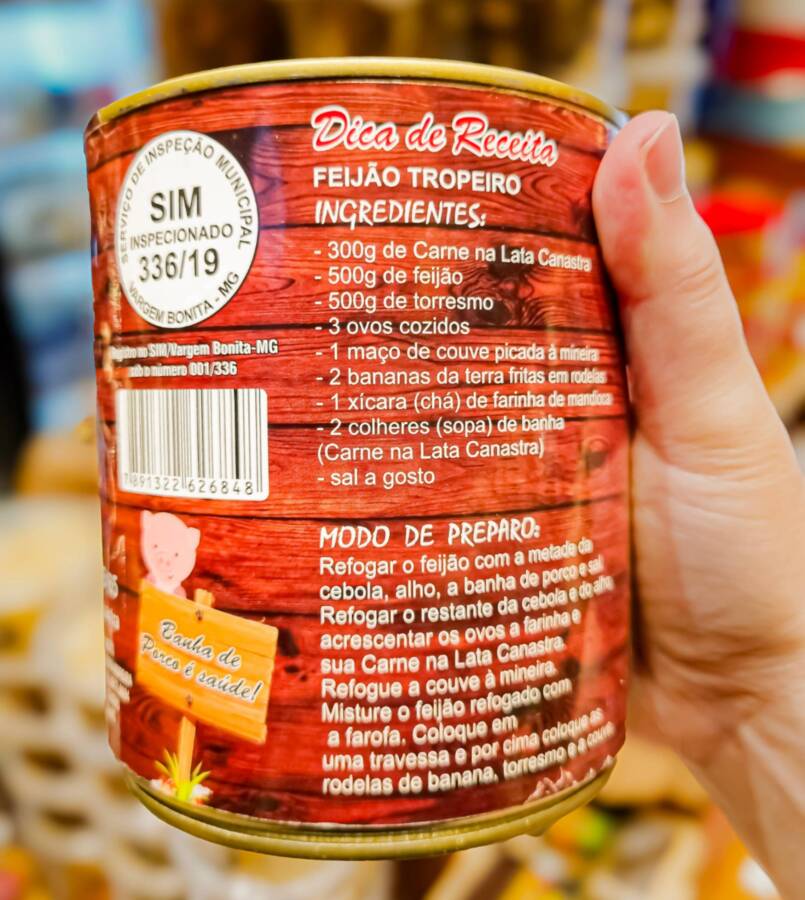 SERVIÇO DE INSPEÇÃO MUNICIPAL
SIM
INSPECIONADO
336/19
VARGEM BONITA - MG
no SIM/Vargem Bonita-MG
sob o número 001/336
7891322626848
Banha de
Porco é saúde!
Dica de Receita
FEIJÃO TROPEIRO
INGREDIENTES:
- 300g de Carne na Lata Canastra
- 500g de feijão
- 500g de torresmo
- 3 ovos cozidos
- 1 maço de couve picada à mineira
- 2 bananas da terra fritas em rodelas
- 1 xícara (chá) de farinha de mandioca
- 2 colheres (sopa) de banha
(Carne na Lata Canastra)
- sal a gosto
MODO DE PREPARO:
Refogar o feijão com a metade da
cebola, alho, a banha de porco e sal.
Refogar o restante da cebola e do alho,
acrescentar os ovos a farinha e
sua Carne na Lata Canastra.
Refogue a couve à mineira.
Misture o feijão refogado com
a farofa. Coloque em
uma travessa e por cima coloque as
rodelas de banana, torresmo e a couve.